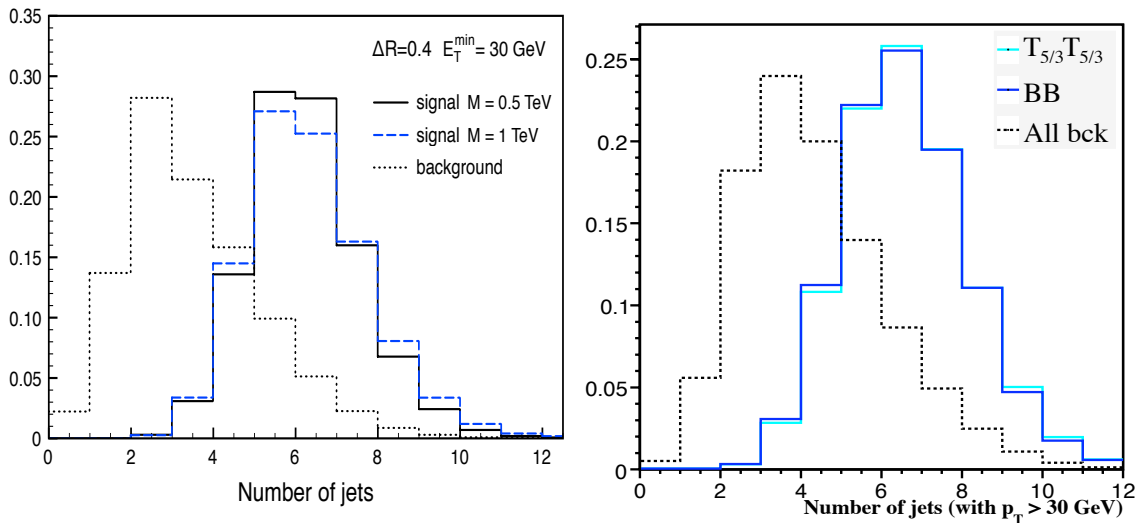 0.35
0.30
0.25
0.20
0.15
0.10
0.05
0
0 2 4 6 8 10 12
Number of jets
ΔR=0.4 E_T^min = 30 GeV
signal M = 0.5 TeV
signal M = 1 TeV
background
0.25
0.2
0.15
0.1
0.05
0
0 2 4 6 8 10 12
Number of jets (with p_T > 30 GeV)
T_5/3 T_5/3
BB
All bck